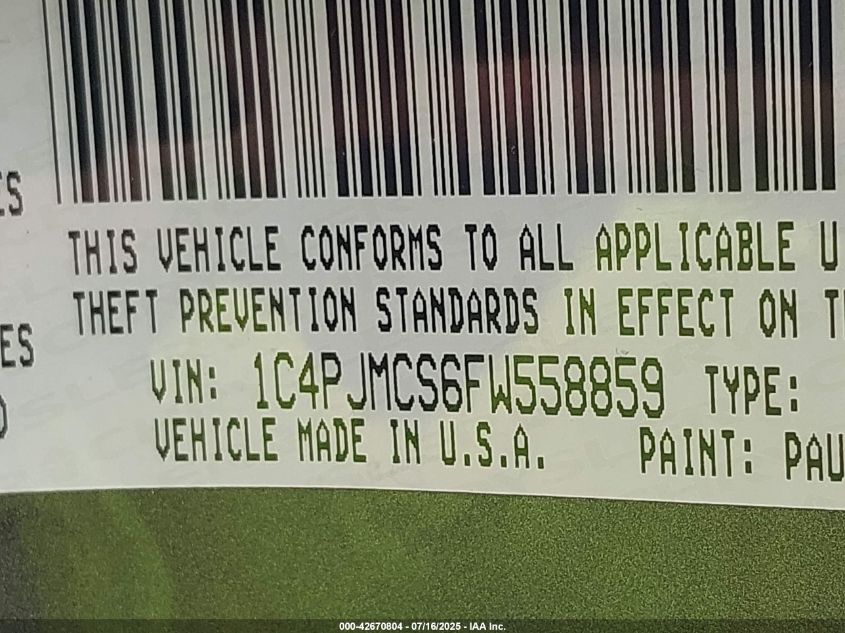 ES
THIS VEHICLE CONFORMS TO ALL APPLICABLE U
THEFT PREVENTION STANDARDS IN EFFECT ON T
ES
VIN: 1C4PJMCS6FW558859 TYPE:
VEHICLE MADE IN U.S.A. PAINT: PAU
000-42670804 - 07/16/2025 - IAA Inc.